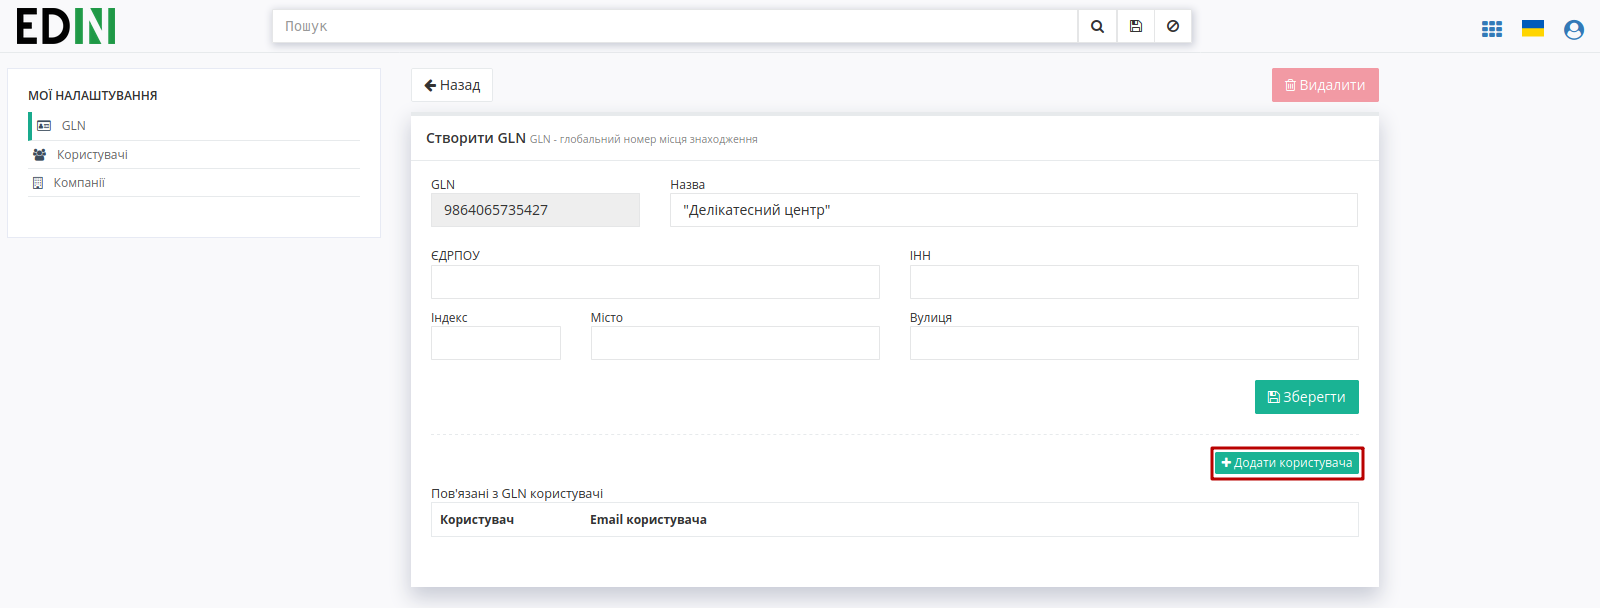 EDIN
Пошук
МОЇ НАЛАШТУВАННЯ
GLN
Користувачі
Компанії
Назад
Видалити
Створити GLN GLN - глобальний номер місця знаходження
GLN
Назва
9864065735427
"Делікатесний центр"
ЄДРПОУ
ІНН
Індекс
Місто
Вулиця
Зберегти
Додати користувача
Пов'язані з GLN користувачі
Користувач
Email користувача